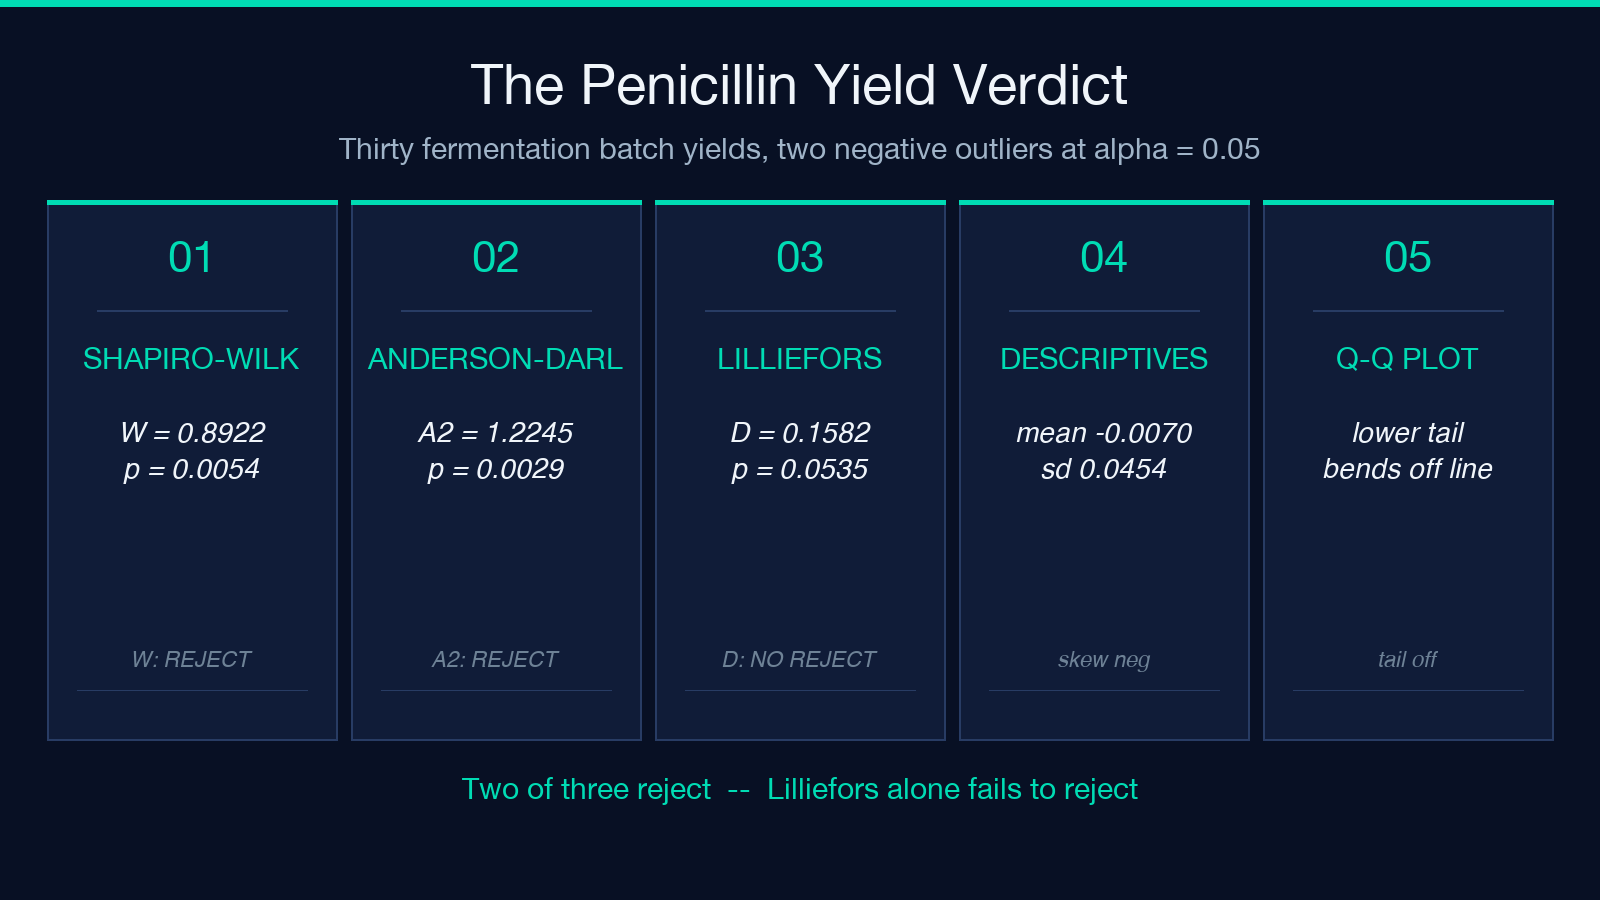 The Penicillin Yield Verdict
Thirty fermentation batch yields, two negative outliers at alpha = 0.05
01
SHAPIRO-WILK
W = 0.8922
p = 0.0054
W: REJECT
02
ANDERSON-DARL
A2 = 1.2245
p = 0.0029
A2: REJECT
03
LILLIEFORS
D = 0.1582
p = 0.0535
D: NO REJECT
04
DESCRIPTIVES
mean -0.0070
sd 0.0454
skew neg
05
Q-Q PLOT
lower tail
bends off line
tail off
Two of three reject -- Lilliefors alone fails to reject